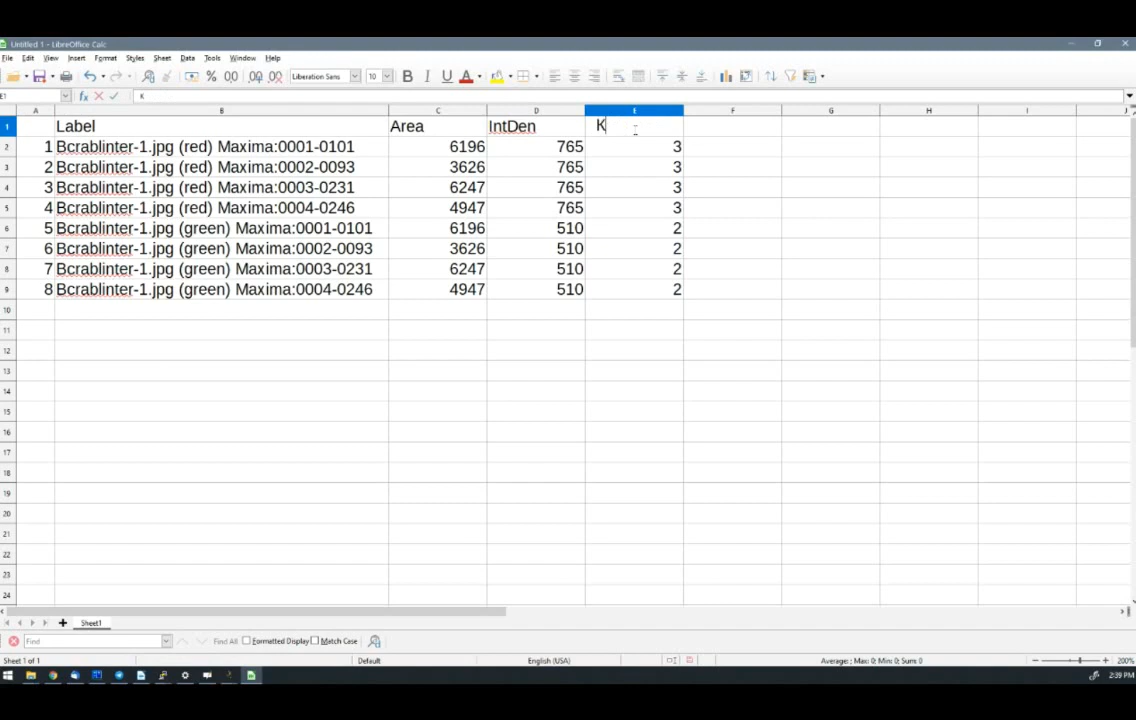 Untitled 1 - LibreOffice Calc
File Edit View Insert Format Styles Sheet Data Tools Window Help
Liberation Sans 10
E1 K
A B C D E F G H I J
1 Label Area IntDen K
2 1 Bcrablinter-1.jpg (red) Maxima:0001-0101 6196 765 3
3 2 Bcrablinter-1.jpg (red) Maxima:0002-0093 3626 765 3
4 3 Bcrablinter-1.jpg (red) Maxima:0003-0231 6247 765 3
5 4 Bcrablinter-1.jpg (red) Maxima:0004-0246 4947 765 3
6 5 Bcrablinter-1.jpg (green) Maxima:0001-0101 6196 510 2
7 6 Bcrablinter-1.jpg (green) Maxima:0002-0093 3626 510 2
8 7 Bcrablinter-1.jpg (green) Maxima:0003-0231 6247 510 2
9 8 Bcrablinter-1.jpg (green) Maxima:0004-0246 4947 510 2
10
11
12
13
14
15
16
17
18
19
20
21
22
23
24
Sheet1
Find Find All Formatted Display Match Case
Sheet 1 of 1 Default English (USA) Average: ; Max: 0; Min: 0; Sum: 0 200%
2:39 PM